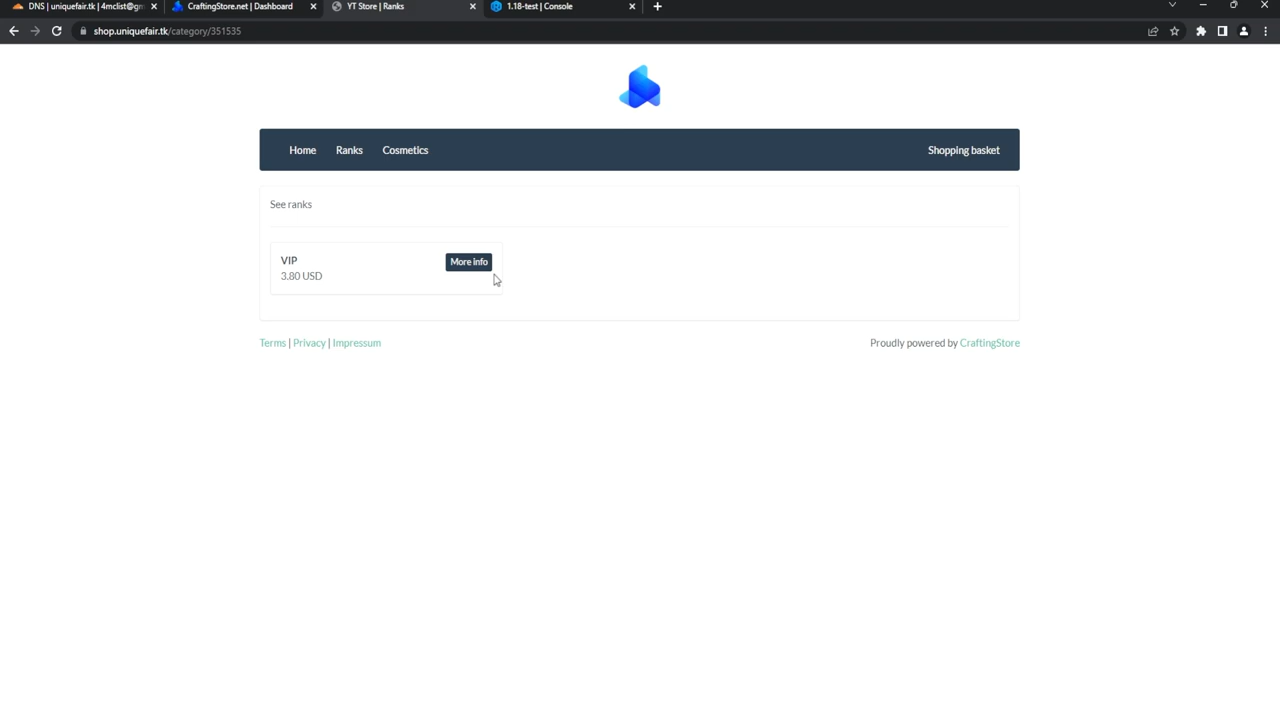 DNS | uniquefair.tk | 4mclist@gm
CraftingStore.net | Dashboard
YT Store | Ranks
1.18-test | Console
shop.uniquefair.tk/category/351535
Home Ranks Cosmetics Shopping basket
See ranks
VIP More info
3.80 USD
Terms | Privacy | Impressum Proudly powered by CraftingStore